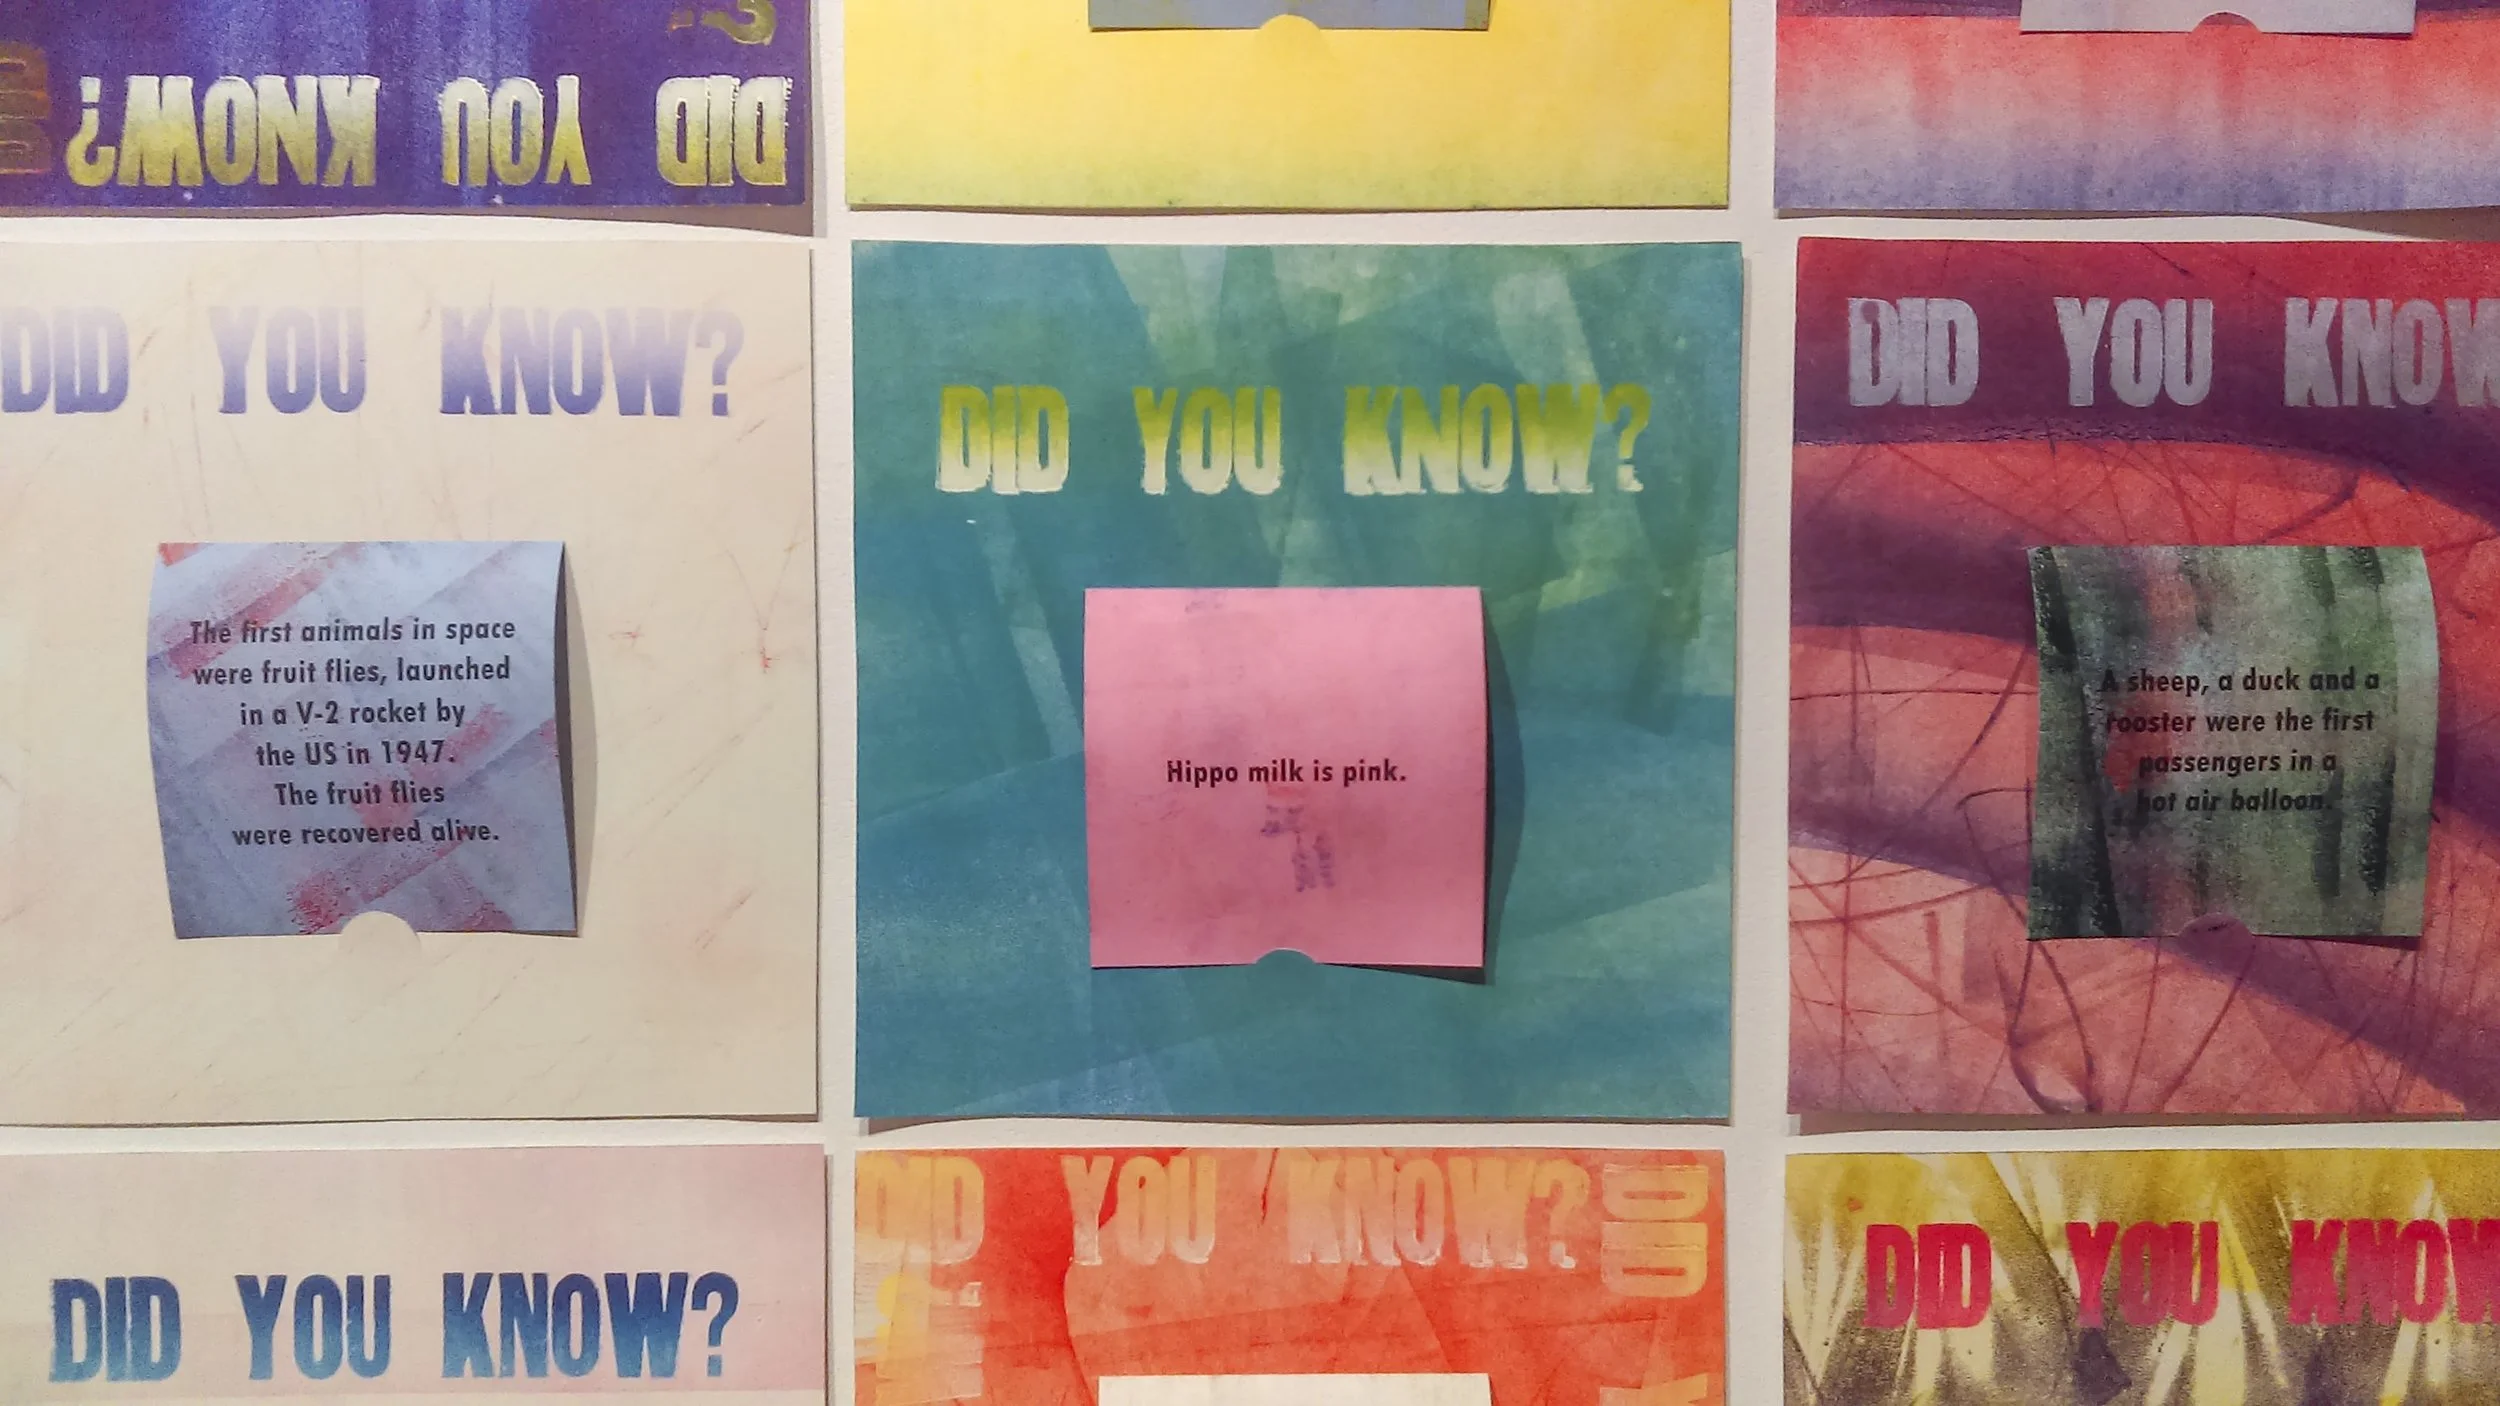 DID YOU KNOW?
DID YOU KNOW?
The first animals in space
were fruit flies, launched
in a V-2 rocket by
the US in 1947.
The fruit flies
were recovered alive.
DID YOU KNOW?
Hippo milk is pink.
DID YOU KNOW
A sheep, a duck and a
rooster were the first
passengers in a
hot air balloon.
DID YOU KNOW?
DID YOU KNOW?
DID
DID YOU KNOW